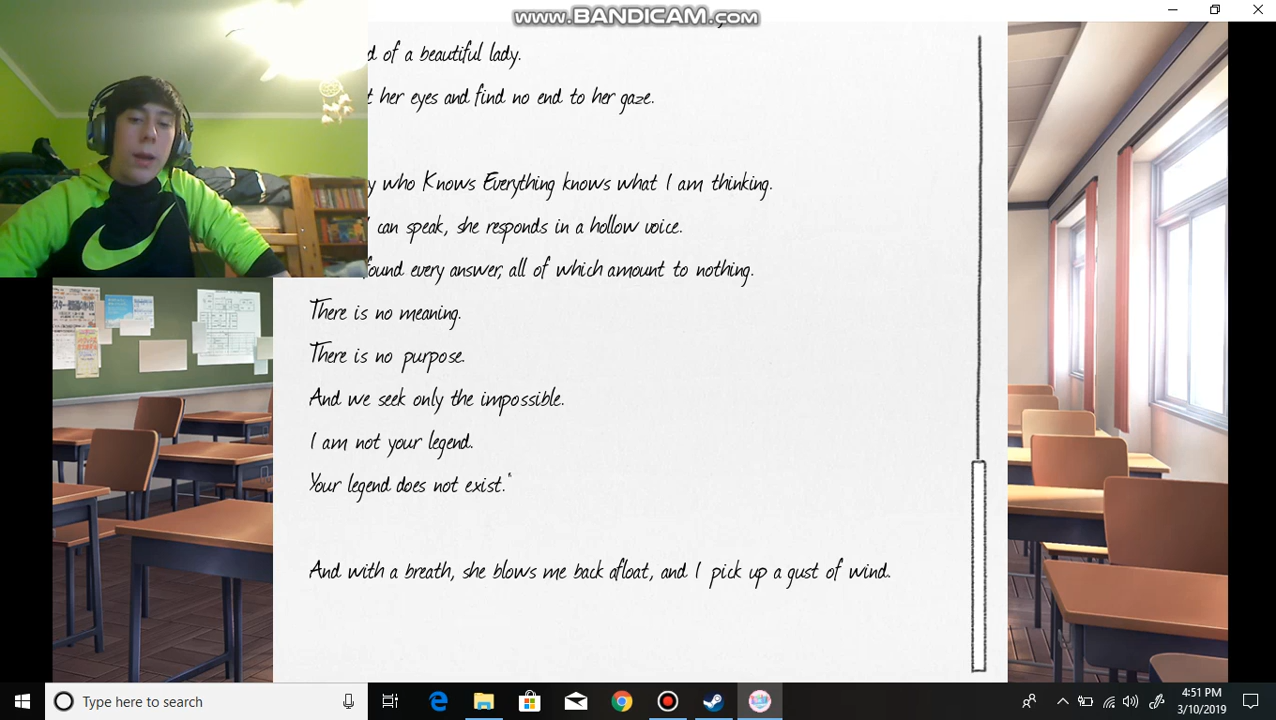 www.BANDICAM.com
of a beautiful lady.
her eyes and find no end to her gaze.
who Knows Everything knows what I am thinking.
can speak, she responds in a hollow voice.
found every answer, all of which amount to nothing.
There is no meaning.
There is no purpose.
And we seek only the impossible.
I am not your legend.
Your legend does not exist."
And with a breath, she blows me back afloat, and I pick up a gust of wind.
Type here to search
4:51 PM
3/10/2019